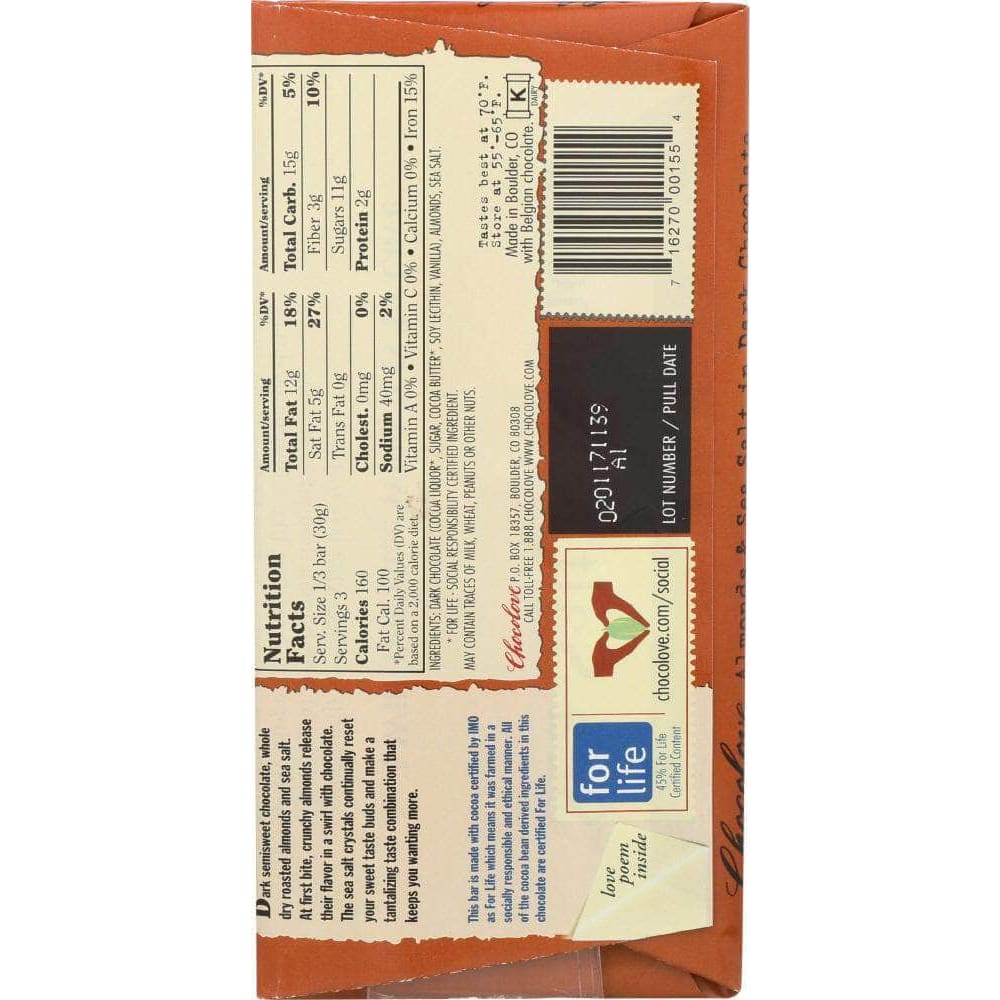 Dark semisweet chocolate, whole
dry roasted almonds and sea salt.
At first bite, crunchy almonds release
their flavor in a swirl with chocolate.
The sea salt crystals continually reset
your sweet taste buds and make a
tantalizing taste combination that
keeps you wanting more.
This bar is made with cocoa certified by IMO
as For Life which means it was farmed in a
socially responsible and ethical manner. All
of the cocoa bean derived ingredients in this
chocolate are certified For Life.
love
poem
inside
Nutrition
Facts
Serv. Size 1/3 bar (30g)
Servings 3
Calories 160
Fat Cal. 100
*Percent Daily Values (DV) are
based on a 2,000 calorie diet.
Amount/serving %DV*
Total Fat 12g 18%
Sat Fat 5g 27%
Trans Fat 0g
Cholest. 0mg 0%
Sodium 40mg 2%
Amount/serving %DV*
Total Carb. 15g 5%
Fiber 3g 10%
Sugars 11g
Protein 2g
Vitamin A 0% • Vitamin C 0% • Calcium 0% • Iron 15%
INGREDIENTS: DARK CHOCOLATE (COCOA LIQUOR*, SUGAR, COCOA BUTTER*, SOY LECITHIN, VANILLA), ALMONDS, SEA SALT.
* FOR LIFE - SOCIAL RESPONSIBILITY CERTIFIED INGREDIENT.
MAY CONTAIN TRACES OF MILK, WHEAT, PEANUTS OR OTHER NUTS.
Tastes best at 70°F.
Store at 55°-65°F.
Made in Boulder, CO
with Belgian chocolate.
K
DAIRY
Chocolove P.O. BOX 18357, BOULDER, CO 80308
CALL TOLL-FREE 1.888.CHOCOLOVE WWW.CHOCOLOVE.COM
for
life
45% For Life
Certified Content
chocolove.com/social
0201171139
A1
LOT NUMBER / PULL DATE
7 16270 00155 4
Chocolove Almonds & Sea Salt in Dark Chocolate